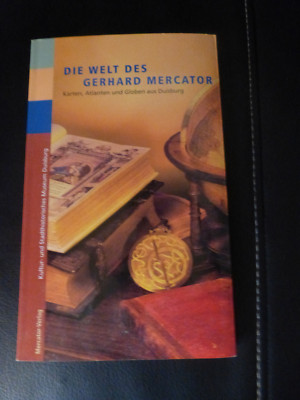 DIE WELT DES
GERHARD MERCATOR
Karten, Atlanten und Globen aus Duisburg
Kultur- und Stadthistorisches Museum Duisburg
Mercator-Verlag